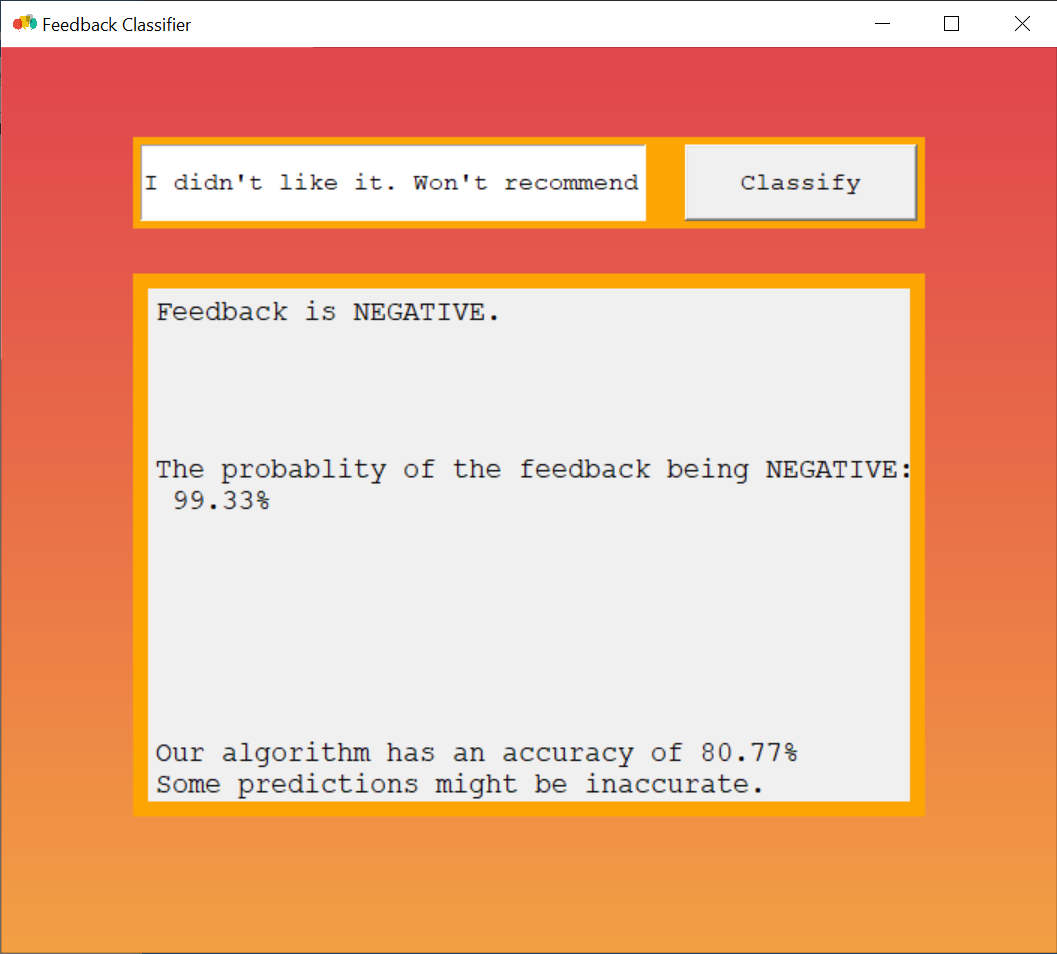 Feedback Classifier
I didn't like it. Won't recommend
Classify
Feedback is NEGATIVE.
The probablity of the feedback being NEGATIVE:
99.33%
Our algorithm has an accuracy of 80.77%
Some predictions might be inaccurate.